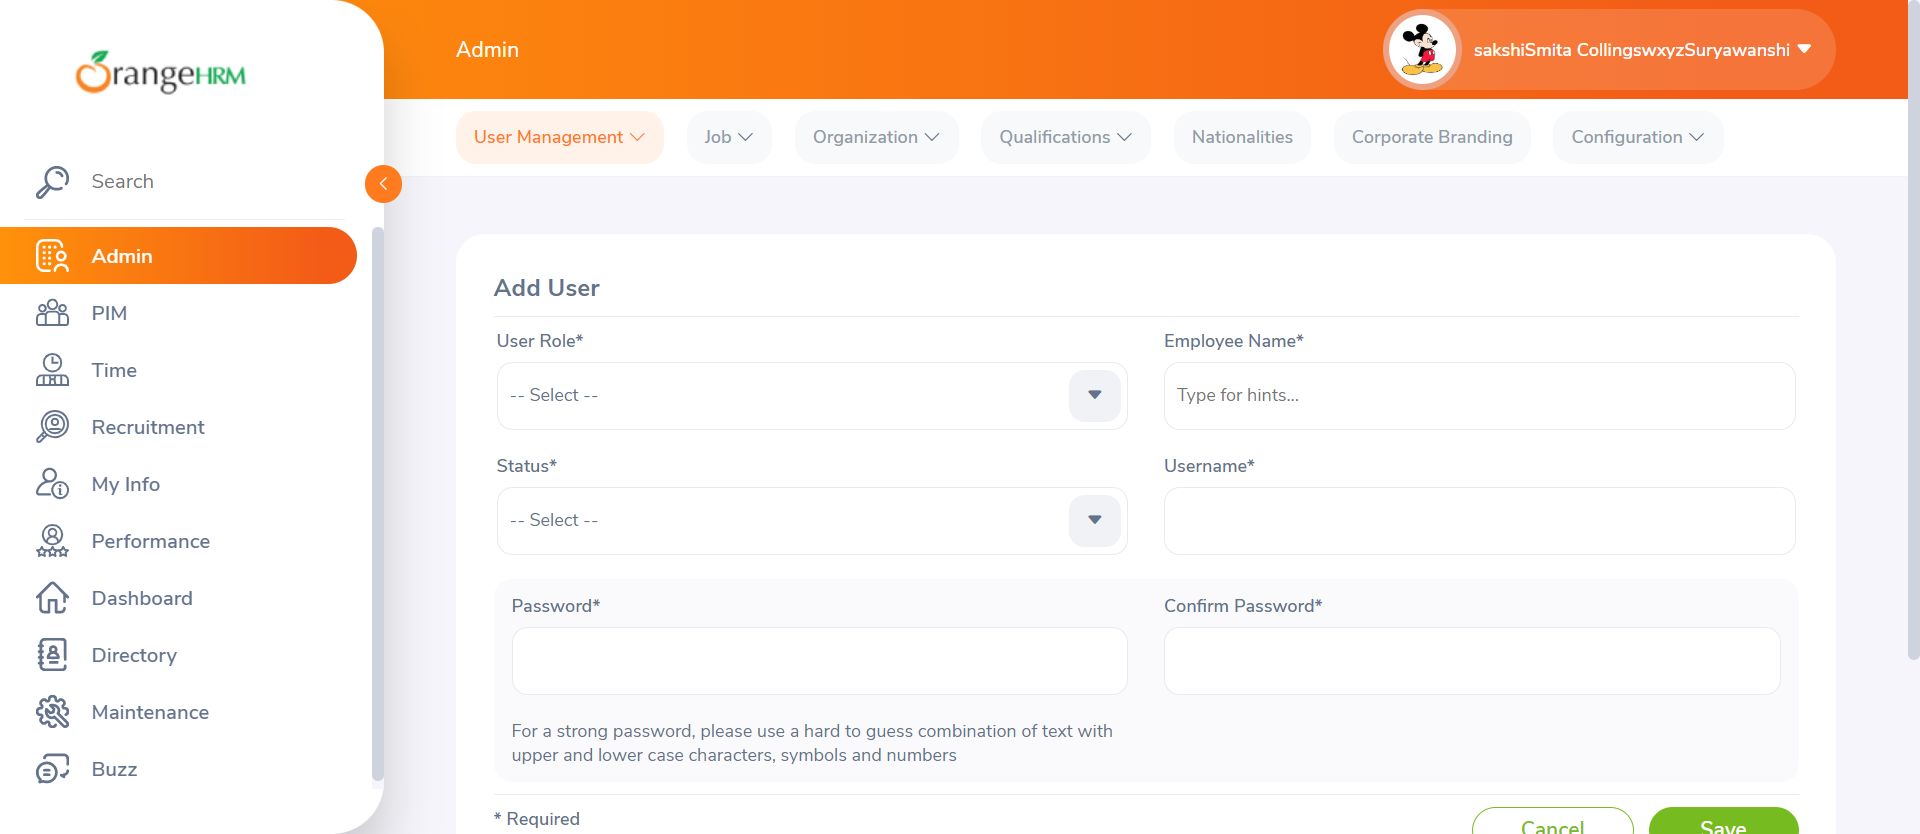 OrangeHRM
Admin
sakshiSmita CollingswxyzSuryawanshi
User Management
Job
Organization
Qualifications
Nationalities
Corporate Branding
Configuration
Search
Admin
PIM
Time
Recruitment
My Info
Performance
Dashboard
Directory
Maintenance
Buzz
Add User
User Role*
-- Select --
Employee Name*
Type for hints...
Status*
-- Select --
Username*
Password*
Confirm Password*
For a strong password, please use a hard to guess combination of text with
upper and lower case characters, symbols and numbers
* Required
Cancel
Save